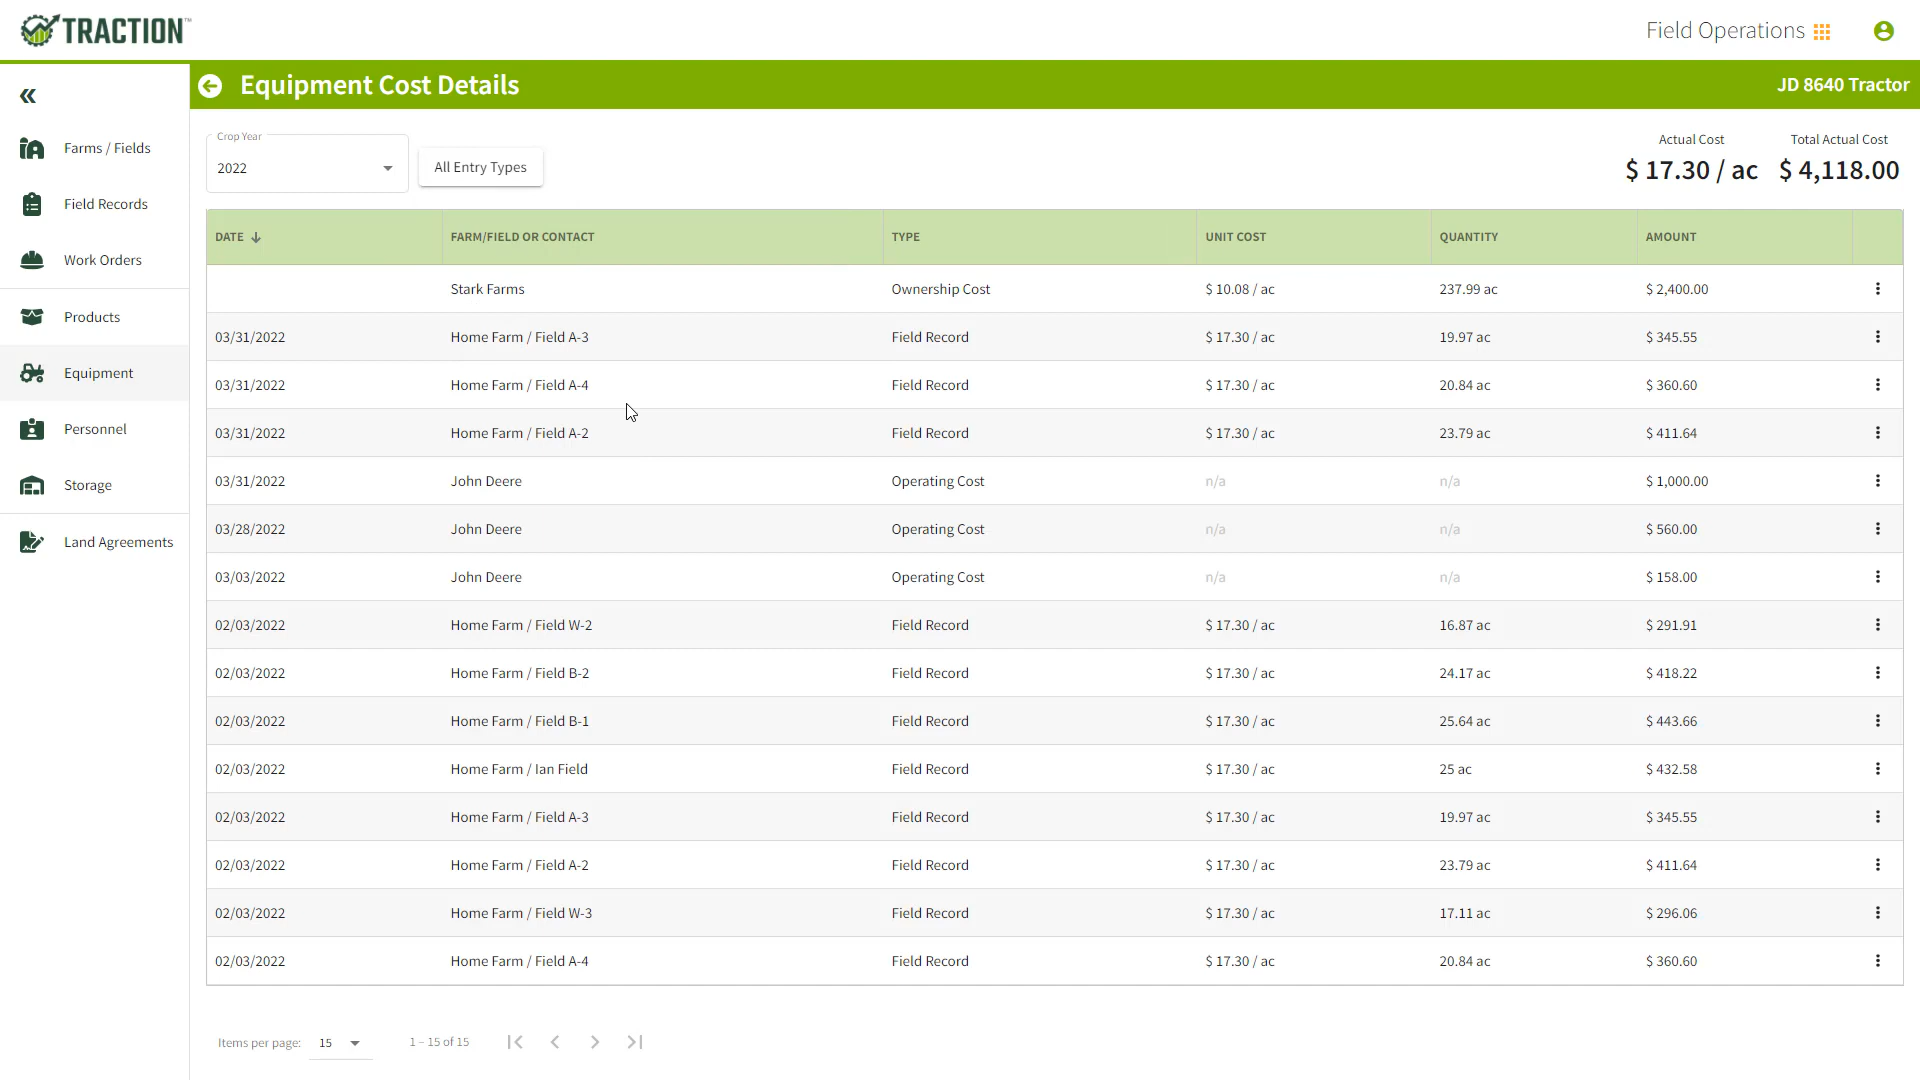 TRACTION™
Field Operations
Equipment Cost Details
JD 8640 Tractor
Farms / Fields
Field Records
Work Orders
Products
Equipment
Personnel
Storage
Land Agreements
Crop Year
2022
All Entry Types
Actual Cost
$ 17.30 / ac
Total Actual Cost
$ 4,118.00
DATE FARM/FIELD OR CONTACT TYPE UNIT COST QUANTITY AMOUNT
Stark Farms Ownership Cost $ 10.08 / ac 237.99 ac $ 2,400.00
03/31/2022 Home Farm / Field A-3 Field Record $ 17.30 / ac 19.97 ac $ 345.55
03/31/2022 Home Farm / Field A-4 Field Record $ 17.30 / ac 20.84 ac $ 360.60
03/31/2022 Home Farm / Field A-2 Field Record $ 17.30 / ac 23.79 ac $ 411.64
03/31/2022 John Deere Operating Cost n/a n/a $ 1,000.00
03/28/2022 John Deere Operating Cost n/a n/a $ 560.00
03/03/2022 John Deere Operating Cost n/a n/a $ 158.00
02/03/2022 Home Farm / Field W-2 Field Record $ 17.30 / ac 16.87 ac $ 291.91
02/03/2022 Home Farm / Field B-2 Field Record $ 17.30 / ac 24.17 ac $ 418.22
02/03/2022 Home Farm / Field B-1 Field Record $ 17.30 / ac 25.64 ac $ 443.66
02/03/2022 Home Farm / Ian Field Field Record $ 17.30 / ac 25 ac $ 432.58
02/03/2022 Home Farm / Field A-3 Field Record $ 17.30 / ac 19.97 ac $ 345.55
02/03/2022 Home Farm / Field A-2 Field Record $ 17.30 / ac 23.79 ac $ 411.64
02/03/2022 Home Farm / Field W-3 Field Record $ 17.30 / ac 17.11 ac $ 296.06
02/03/2022 Home Farm / Field A-4 Field Record $ 17.30 / ac 20.84 ac $ 360.60
Items per page: 15 1 – 15 of 15